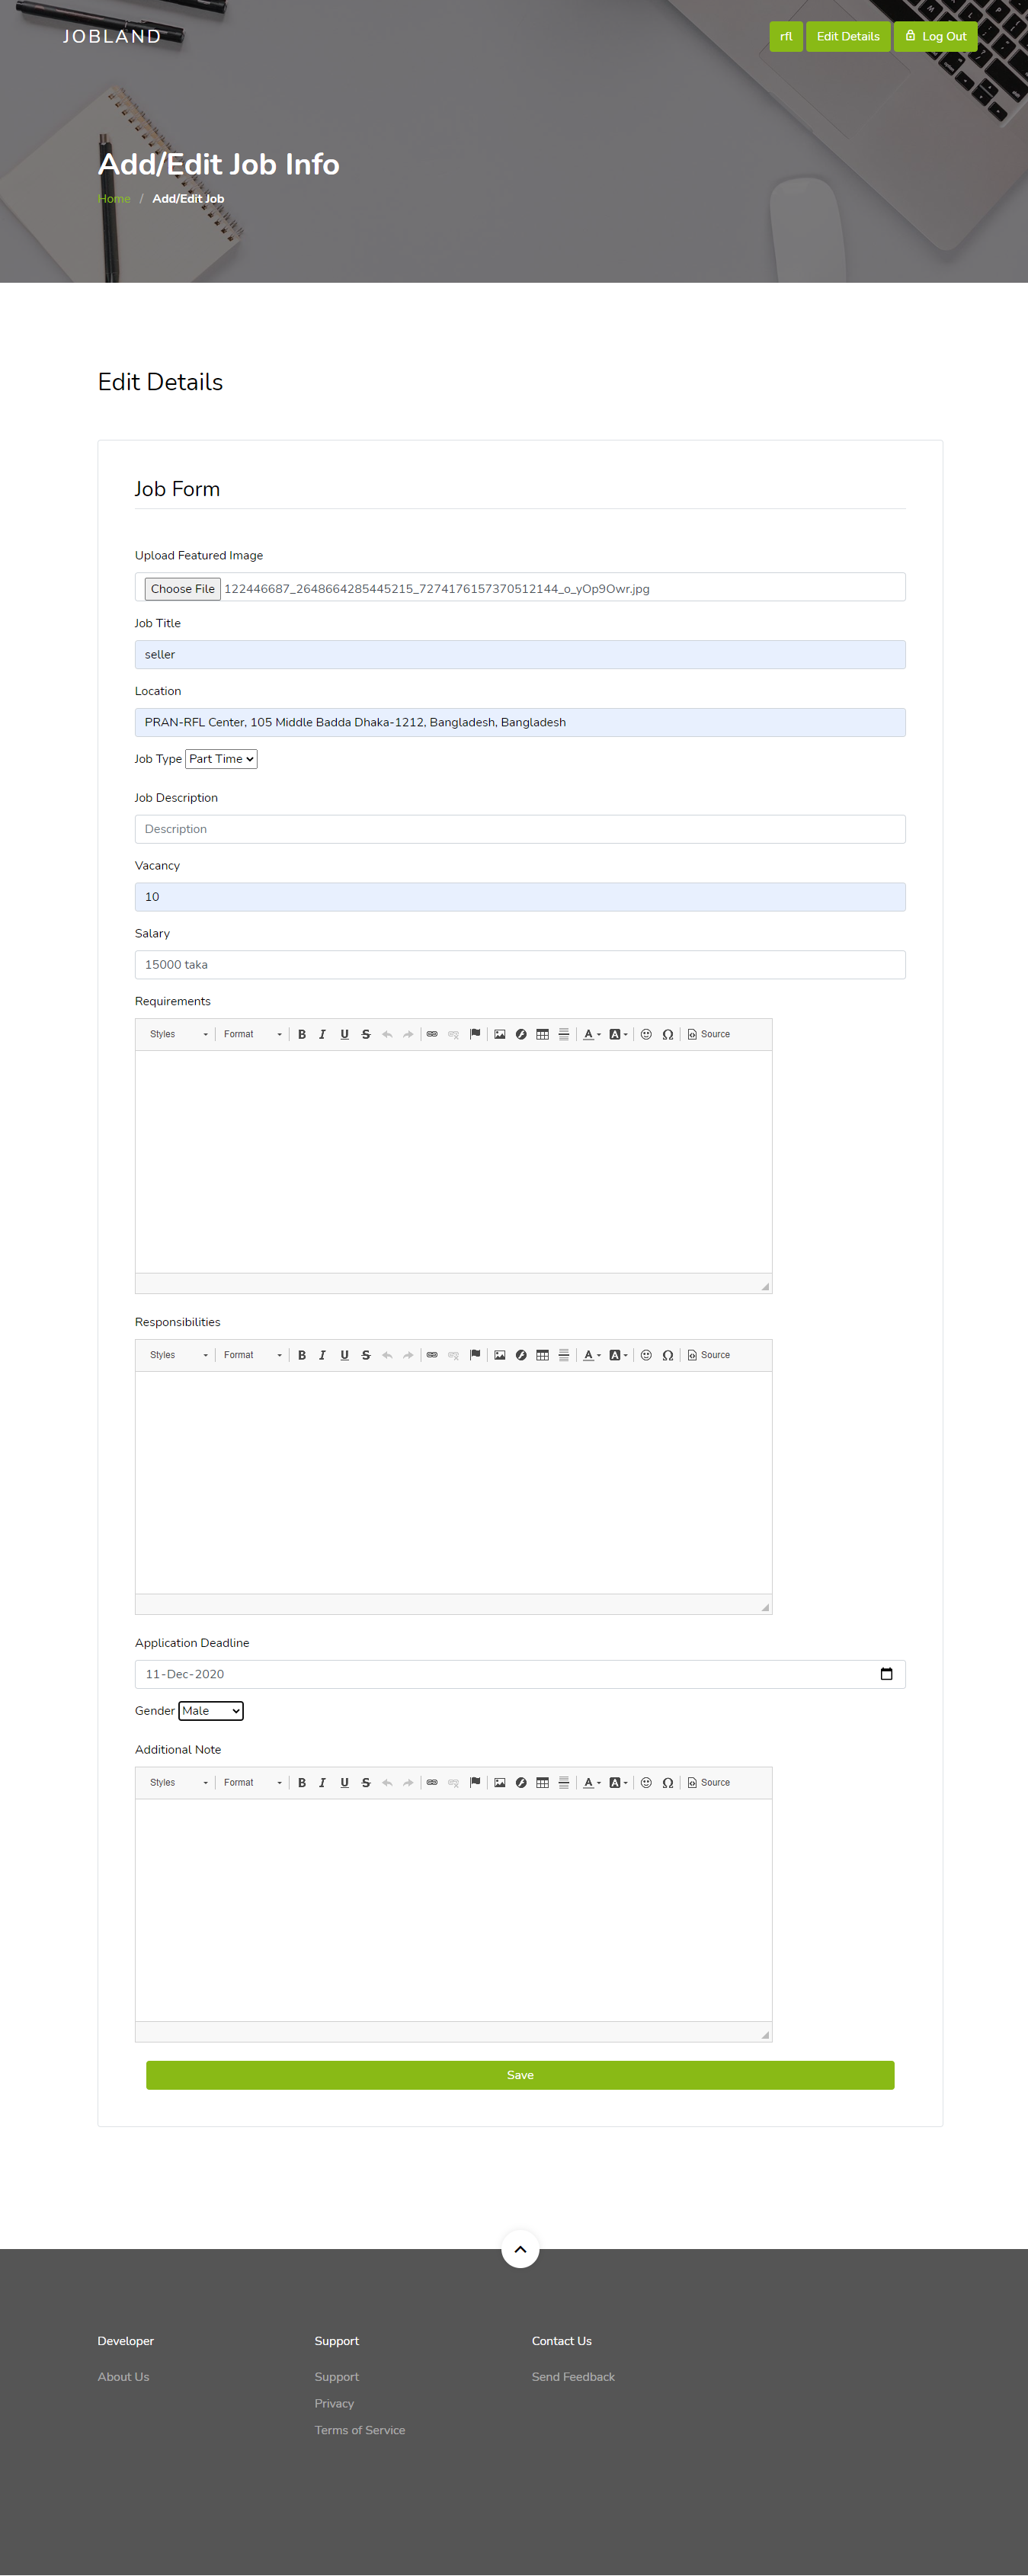 JOBLAND
rfl Edit Details Log Out
Add/Edit Job Info
Home / Add/Edit Job
Edit Details
Job Form
Upload Featured Image
Choose File 122446687_2648664285445215_7274176157370512144_o_yOp9Owr.jpg
Job Title
seller
Location
PRAN-RFL Center, 105 Middle Badda Dhaka-1212, Bangladesh, Bangladesh
Job Type Part Time
Job Description
Description
Vacancy
10
Salary
15000 taka
Requirements
Styles Format B I U S A A Ω Source
Responsibilities
Styles Format B I U S A A Ω Source
Application Deadline
11-Dec-2020
Gender Male
Additional Note
Styles Format B I U S A A Ω Source
Save
Developer Support Contact Us
About Us Support Send Feedback
Privacy
Terms of Service